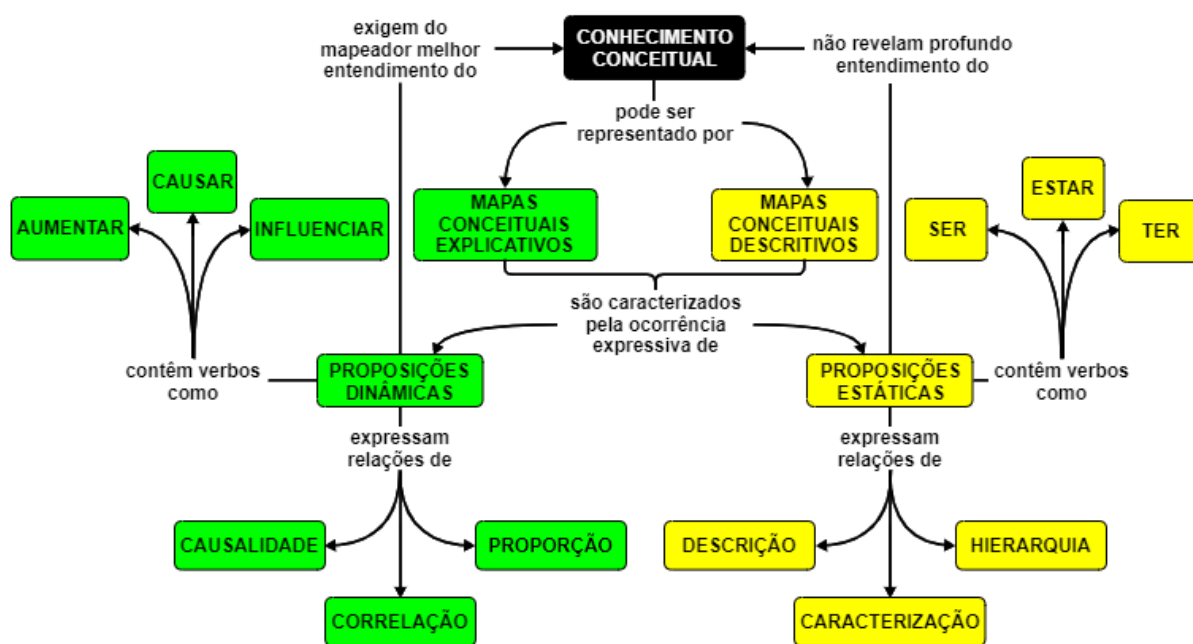 exigem do
mapeador melhor
entendimento do
CONHECIMENTO
CONCEITUAL
não revelam profundo
entendimento do
pode ser
representado por
AUMENTAR
CAUSAR
INFLUENCIAR
MAPAS
CONCEITUAIS
EXPLICATIVOS
MAPAS
CONCEITUAIS
DESCRITIVOS
SER
ESTAR
TER
são caracterizados
pela ocorrência
expressiva de
contêm verbos
como
PROPOSIÇÕES
DINÂMICAS
PROPOSIÇÕES
ESTÁTICAS
contêm verbos
como
expressam
relações de
expressam
relações de
CAUSALIDADE
PROPORÇÃO
CORRELAÇÃO
DESCRIÇÃO
HIERARQUIA
CARACTERIZAÇÃO